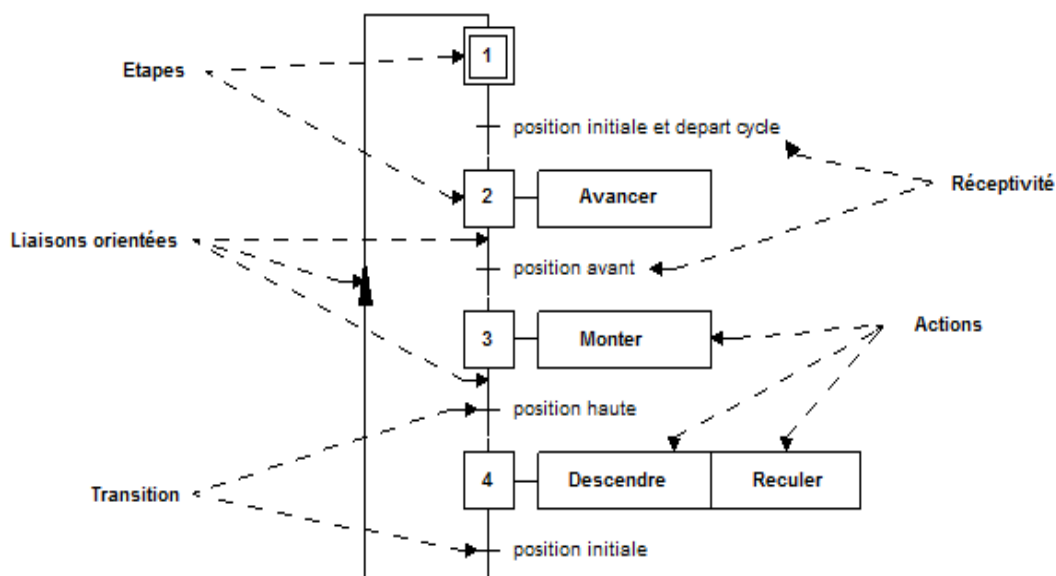 1
Etapes
position initiale et depart cycle
Réceptivité
2
Avancer
Liaisons orientées
position avant
3
Monter
Actions
position haute
4
Descendre
Reculer
Transition
position initiale